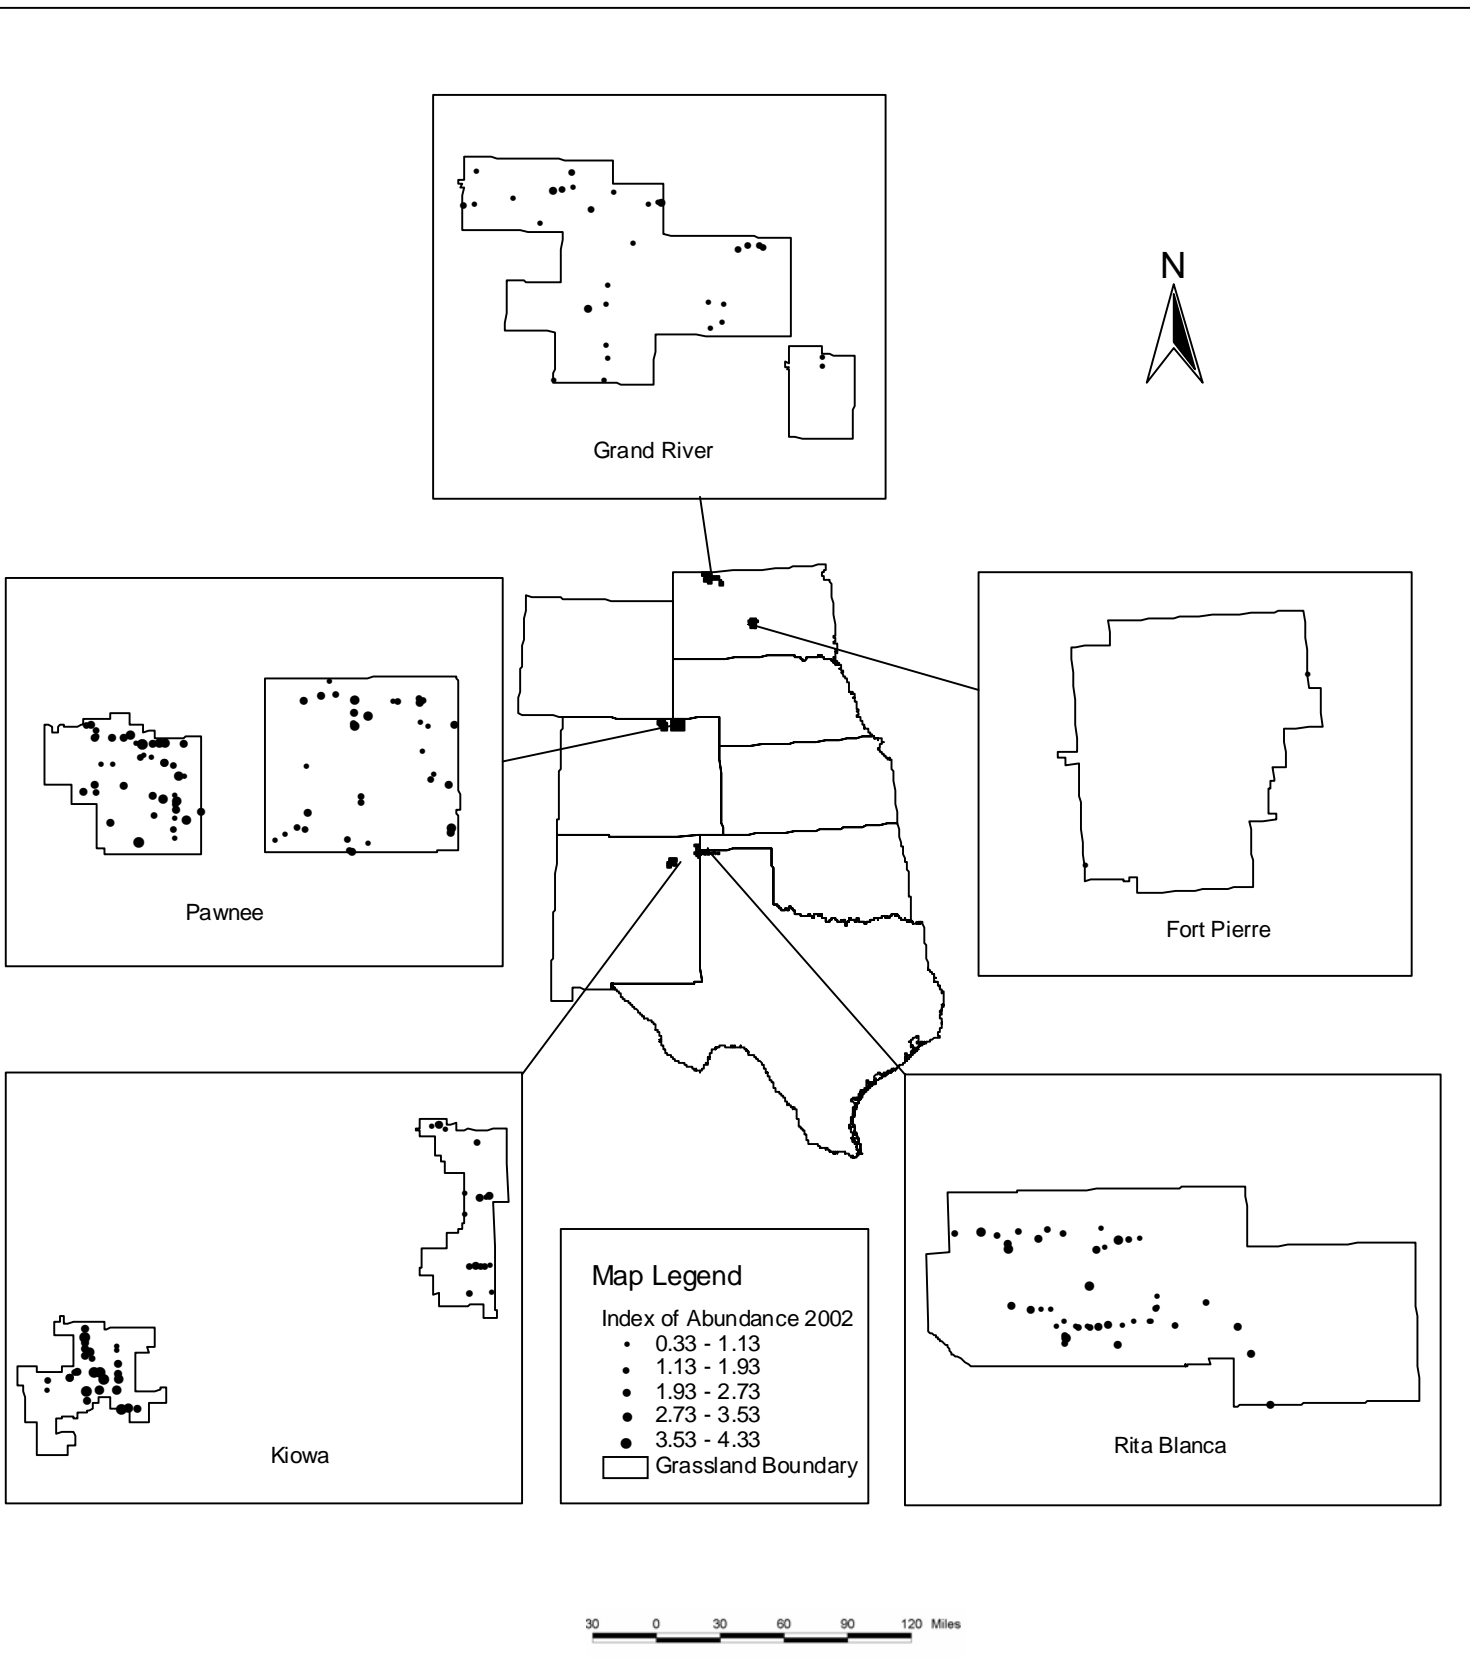 Grand River
N
Pawnee
Fort Pierre
Kiowa
Map Legend
Index of Abundance 2002
0.33 - 1.13
1.13 - 1.93
1.93 - 2.73
2.73 - 3.53
3.53 - 4.33
Grassland Boundary
Rita Blanca
30 0 30 60 90 120 Miles